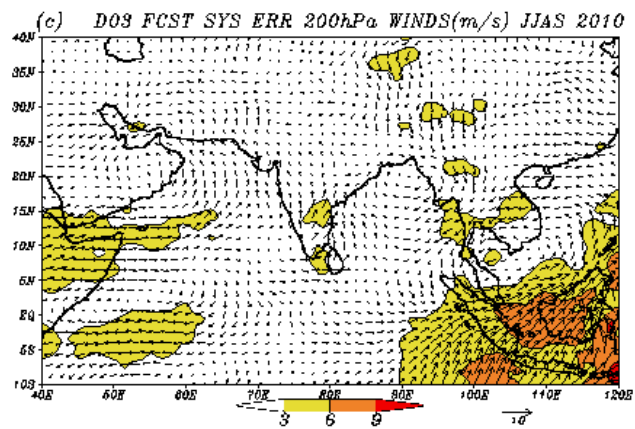 (c) D03 FCST SYS ERR 200hPa WINDS(m/s) JJAS 2010
40N
35N
30N
25N
20N
15N
10N
5N
EQ
5S
10S
40E 50E 60E 70E 80E 90E 100E 110E 120E
3 6 9
10